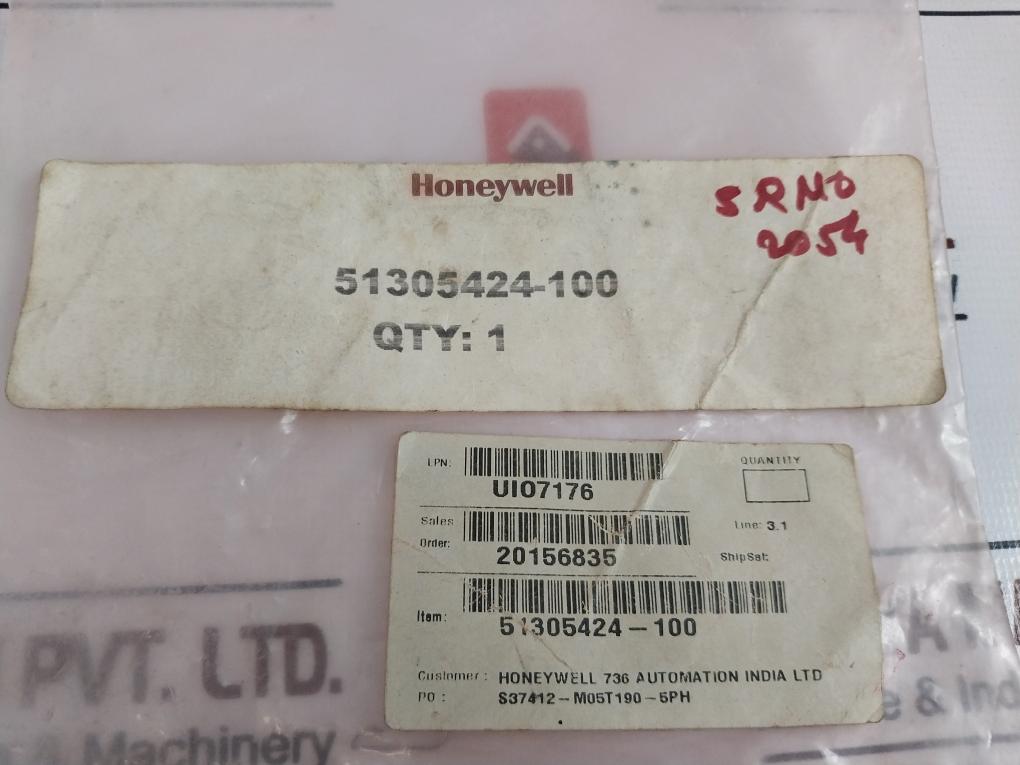 Honeywell
SRNO
2054
51305424-100
QTY: 1
LPN:
UI07176
QUANTITY
Sales
Order:
20156835
Line: 3.1
ShipSet:
Item:
51305424-100
Customer: HONEYWELL 736 AUTOMATION INDIA LTD
PO: S37412-M05T190-5PH
PVT. LTD.
& Machinery
e & Ind